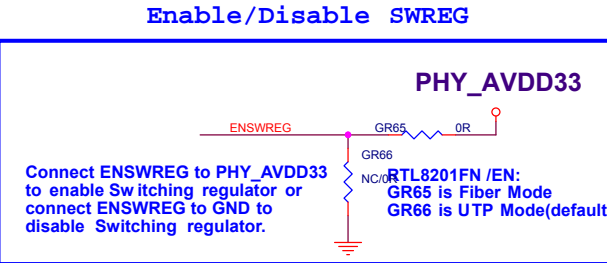 Enable/Disable SWREG
PHY_AVDD33
ENSWREG
GR65
0R
GR66
NC/0R
Connect ENSWREG to PHY_AVDD33
to enable Switching regulator or
connect ENSWREG to GND to
disable Switching regulator.
RTL8201FN /EN:
GR65 is Fiber Mode
GR66 is UTP Mode(default